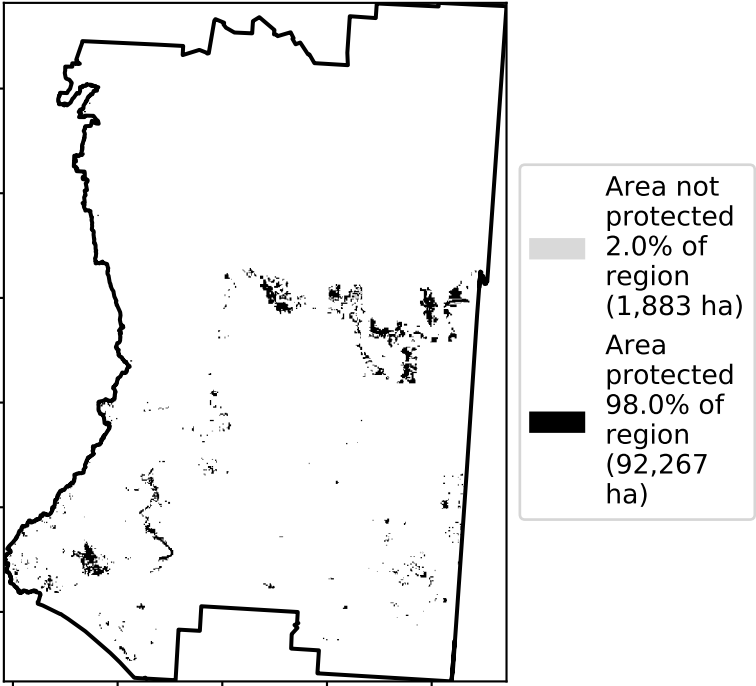 Area not
protected
2.0% of
region
(1,883 ha)
Area
protected
98.0% of
region
(92,267
ha)